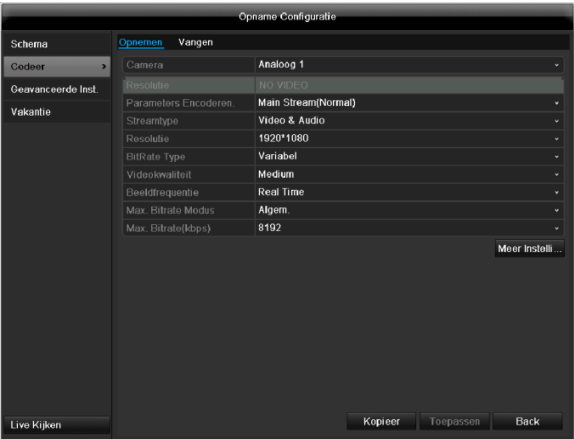 Opname Configuratie
Schema
Codeer
Geavanceerde Inst.
Vakantie
Live Kijken
Opnemen Vangen
Camera Analoog 1
Resolutie NO VIDEO
Parameters Encoderen. Main Stream(Normal)
Streamtype Video & Audio
Resolutie 1920*1080
BitRate Type Variabel
Videokwaliteit Medium
Beeldfrequentie Real Time
Max. Bitrate Modus Algem.
Max. Bitrate(kbps) 8192
Meer Instelli...
Kopieer Toepassen Back